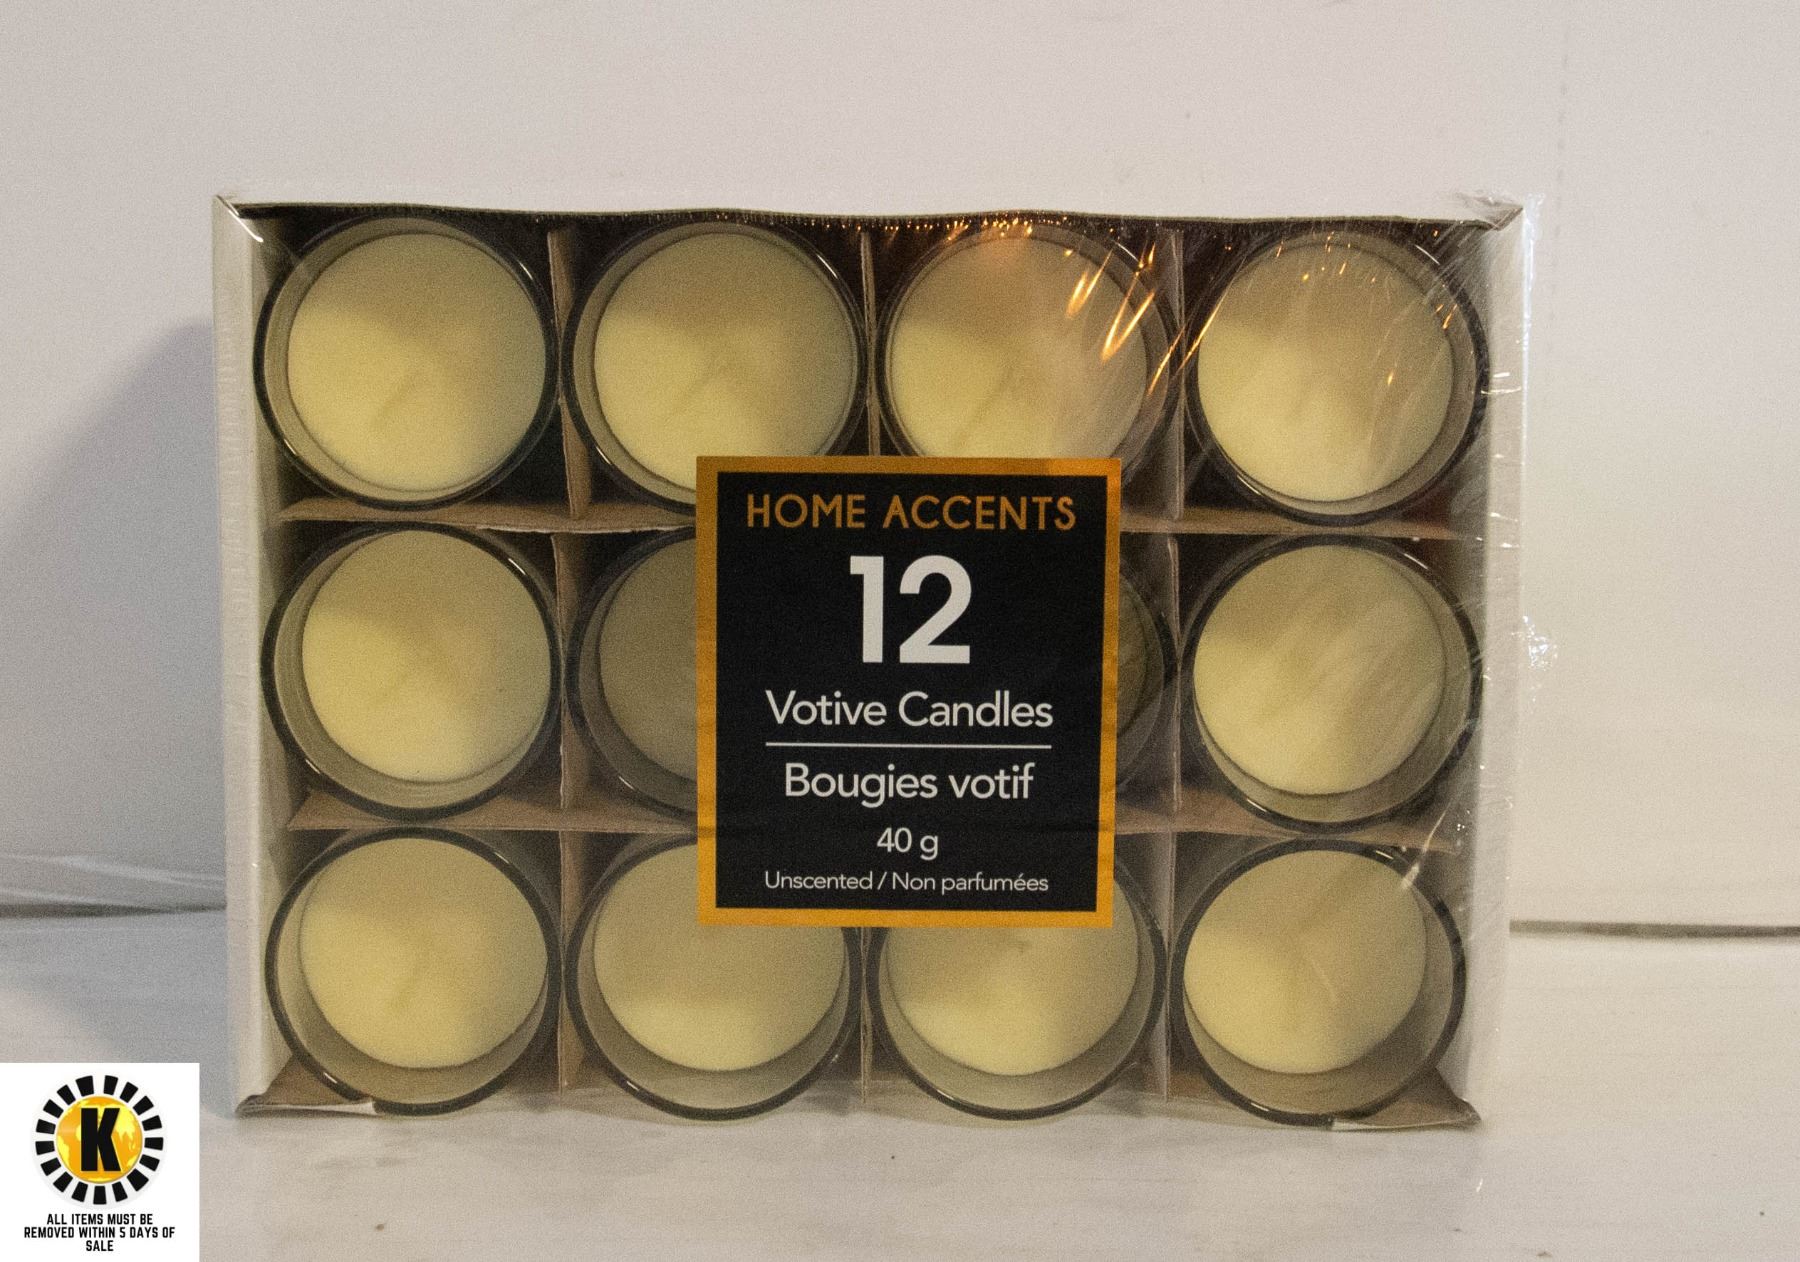 HOME ACCENTS
12
Votive Candles
Bougies votif
40 g
Unscented / Non parfumées
K
ALL ITEMS MUST BE
REMOVED WITHIN 5 DAYS OF
SALE